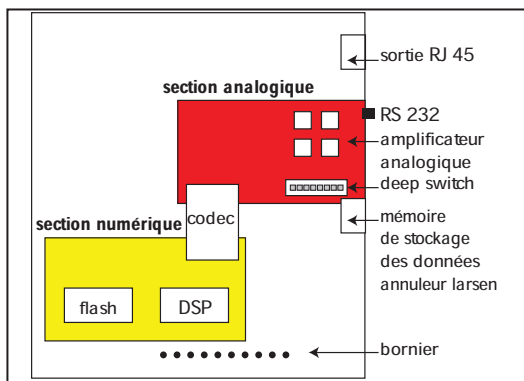 sortie RJ 45
section analogique
RS 232
amplificateur
analogique
deep switch
codec
mémoire
de stockage
des données
annuleur larsen
section numérique
flash
DSP
bornier